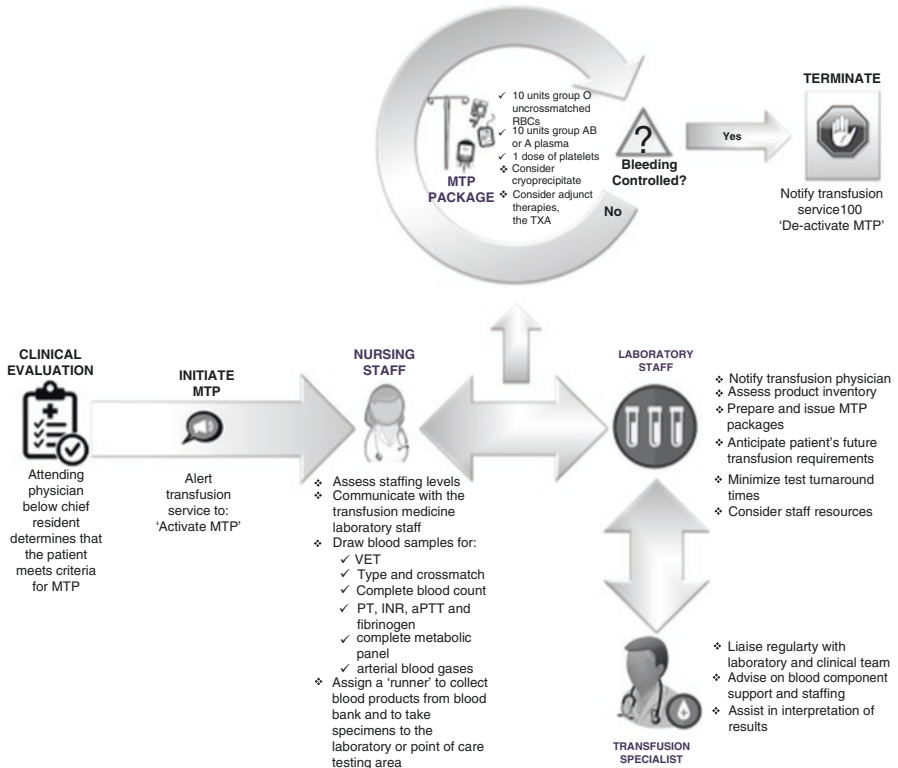 ✓ 10 units group O
uncrossmatched
RBCs
✓ 10 units group AB
or A plasma
✓ 1 dose of platelets
❖ Consider
cryoprecipitate
❖ Consider adjunct
therapies,
the TXA
MTP
PACKAGE
?
Bleeding
Controlled?
No
Yes
TERMINATE
Notify transfusion
service100
‘De-activate MTP’
CLINICAL
EVALUATION
Attending
physician
below chief
resident
determines that
the patient
meets criteria
for MTP
INITIATE
MTP
Alert
transfusion
service to:
‘Activate MTP’
NURSING
STAFF
❖ Assess staffing levels
❖ Communicate with the
transfusion medicine
laboratory staff
❖ Draw blood samples for:
✓ VET
✓ Type and crossmatch
✓ Complete blood count
✓ PT, INR, aPTT and
fibrinogen
✓ complete metabolic
panel
✓ arterial blood gases
❖ Assign a ‘runner’ to collect
blood products from blood
bank and to take
specimens to the
laboratory or point of care
testing area
LABORATORY
STAFF
❖ Notify transfusion physician
❖ Assess product inventory
❖ Prepare and issue MTP
packages
❖ Anticipate patient’s future
transfusion requirements
❖ Minimize test turnaround
times
❖ Consider staff resources
❖ Liaise regularly with
laboratory and clinical team
❖ Advise on blood component
support and staffing
❖ Assist in interpretation of
results
TRANSFUSION
SPECIALIST